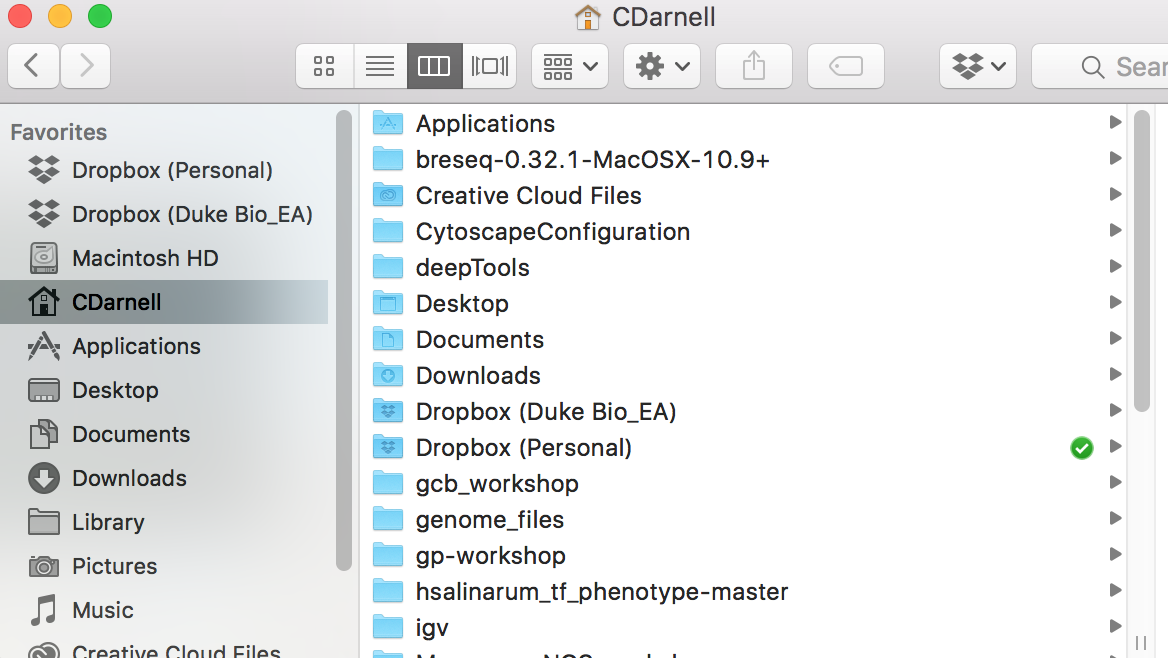 CDarnell
Sear
Favorites
Dropbox (Personal)
Dropbox (Duke Bio_EA)
Macintosh HD
CDarnell
Applications
Desktop
Documents
Downloads
Library
Pictures
Music
Creative Cloud Files
Applications
breseq-0.32.1-MacOSX-10.9+
Creative Cloud Files
CytoscapeConfiguration
deepTools
Desktop
Documents
Downloads
Dropbox (Duke Bio_EA)
Dropbox (Personal)
gcb_workshop
genome_files
gp-workshop
hsalinarum_tf_phenotype-master
igv